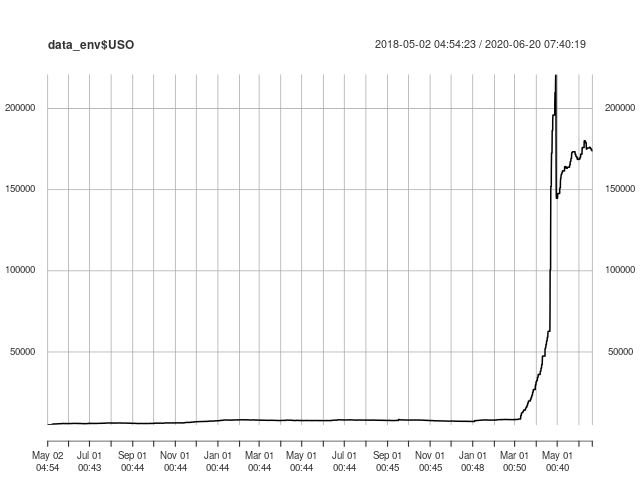 data_env$USO 2018-05-02 04:54:23 / 2020-06-20 07:40:19
200000 200000
150000 150000
100000 100000
50000 50000
May 02 Jul 01 Sep 01 Nov 01 Jan 01 Mar 01 May 01 Jul 01 Sep 01 Nov 01 Jan 01 Mar 01 May 01
04:54 00:43 00:44 00:44 00:44 00:44 00:44 00:44 00:45 00:45 00:48 00:50 00:40